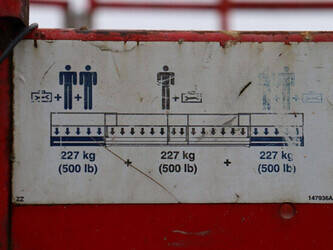 + + + +
227 kg 227 kg 227 kg
(500 lb) + (500 lb) + (500 lb)
ZZ 147936A